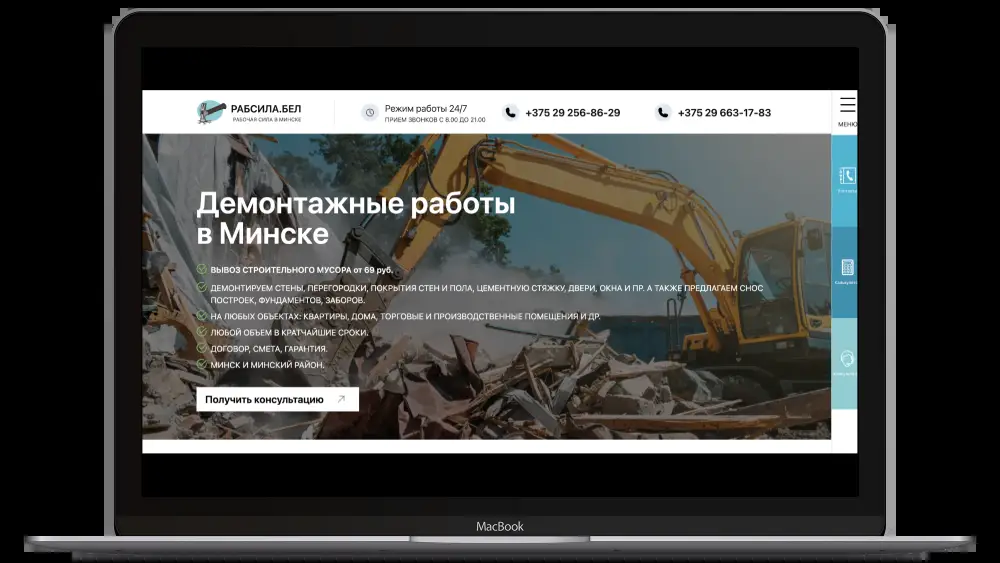 РАБСИЛА.БЕЛ
РАБОЧАЯ СИЛА В МИНСКЕ
Режим работы 24/7
ПРИЕМ ЗВОНКОВ С 8.00 ДО 21.00
+375 29 256-86-29
+375 29 663-17-83
МЕНЮ
Демонтажные работы
в Минске
ВЫВОЗ СТРОИТЕЛЬНОГО МУСОРА от 69 руб.
ДЕМОНТИРУЕМ СТЕНЫ, ПЕРЕГОРОДКИ, ПОКРЫТИЯ СТЕН И ПОЛА, ЦЕМЕНТНУЮ СТЯЖКУ, ДВЕРИ, ОКНА И ПР. А ТАКЖЕ ПРЕДЛАГАЕМ СНОС
ПОСТРОЕК, ФУНДАМЕНТОВ, ЗАБОРОВ.
НА ЛЮБЫХ ОБЪЕКТАХ: КВАРТИРЫ, ДОМА, ТОРГОВЫЕ И ПРОИЗВОДСТВЕННЫЕ ПОМЕЩЕНИЯ И ДР.
ЛЮБОЙ ОБЪЕМ В КРАТЧАЙШИЕ СРОКИ.
ДОГОВОР, СМЕТА, ГАРАНТИЯ.
МИНСК И МИНСКИЙ РАЙОН.
Получить консультацию
MacBook